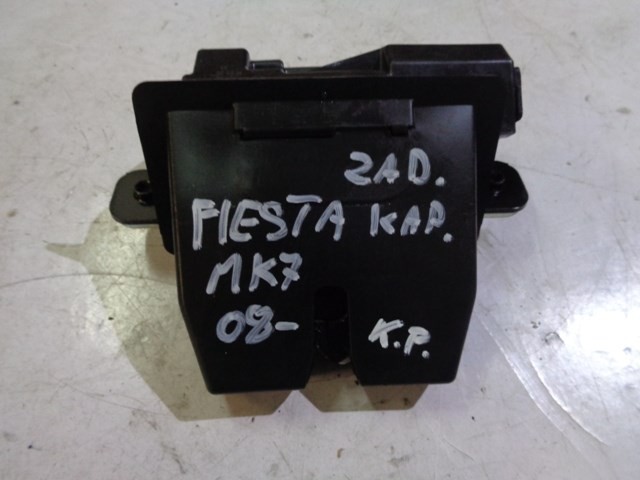 ZAD.
FIESTA KAP.
MK7
08- K.P.